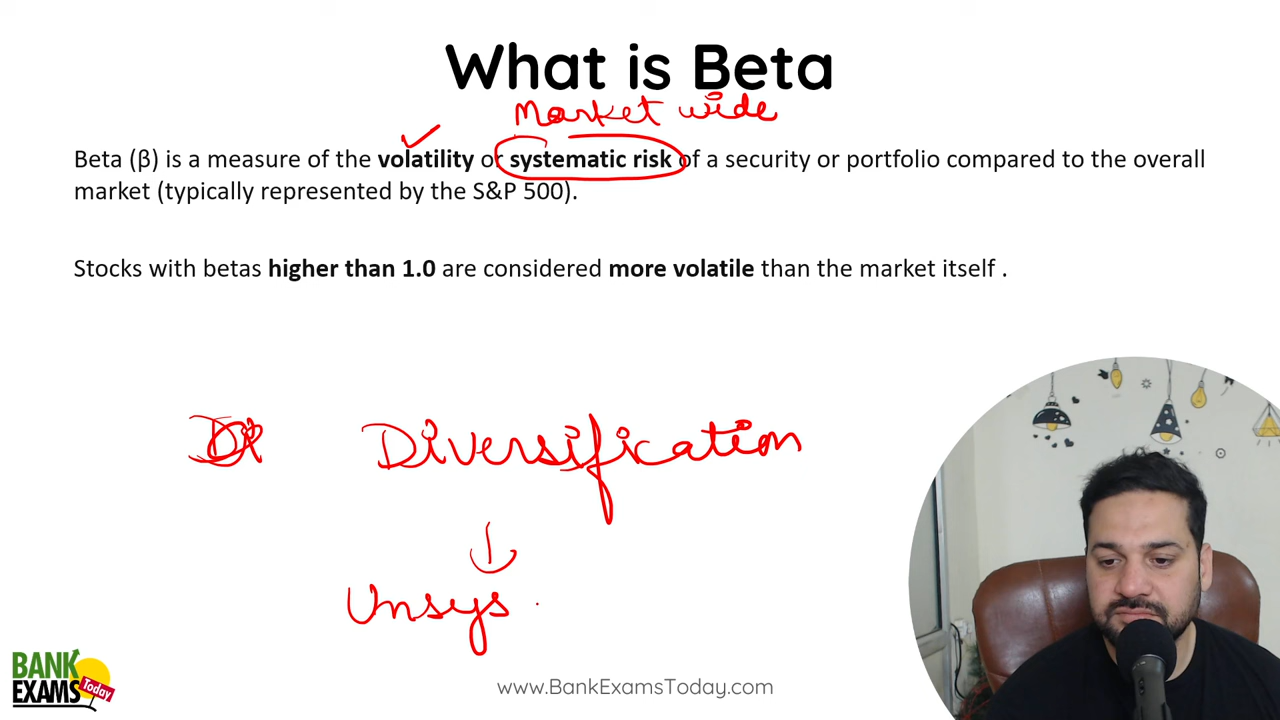 What is Beta
Market wide
Beta (β) is a measure of the volatility or systematic risk of a security or portfolio compared to the overall
market (typically represented by the S&P 500).
Stocks with betas higher than 1.0 are considered more volatile than the market itself .
Diversification
Unsys
BANK
EXAMS
Today
www.BankExamsToday.com